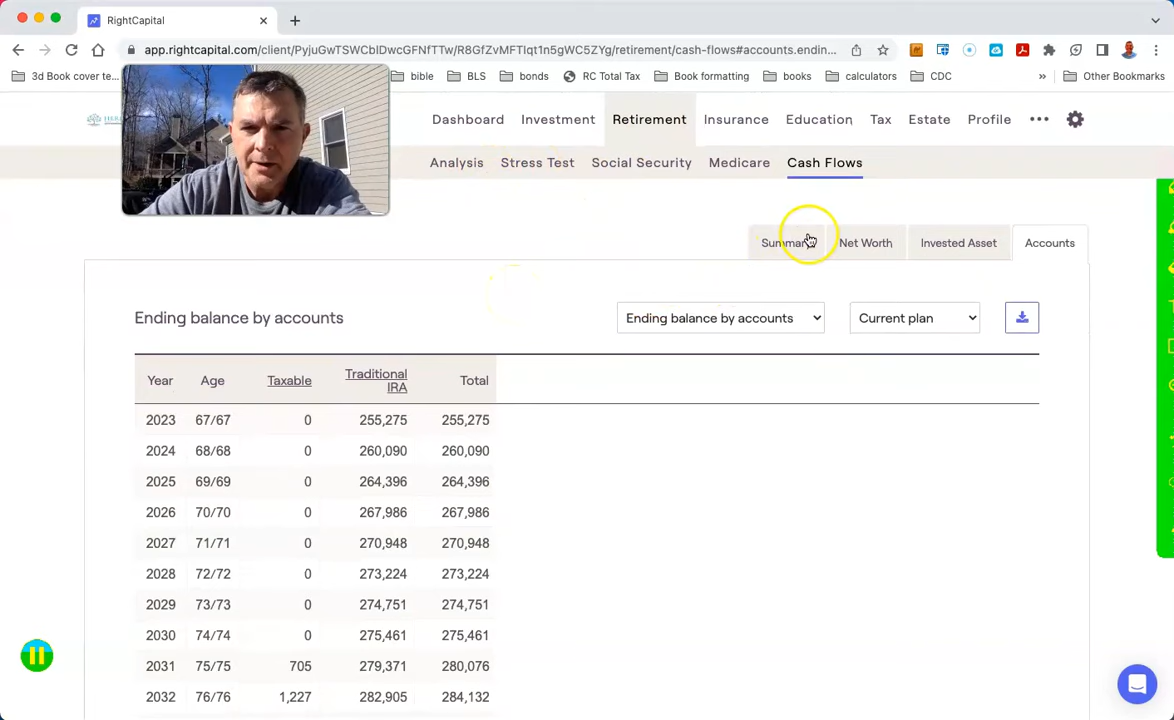 RightCapital
app.rightcapital.com/client/PyjuGwTSWCbIDwcGFNfTTw/R8GfZvMFTIqt1n5gWC5ZYg/retirement/cash-flows#accounts.endin...
3d Book cover te...
bible
BLS
bonds
RC Total Tax
Book formatting
books
calculators
CDC
Other Bookmarks
Dashboard Investment Retirement Insurance Education Tax Estate Profile
Analysis Stress Test Social Security Medicare Cash Flows
Summary Net Worth Invested Asset Accounts
Ending balance by accounts
Ending balance by accounts
Current plan
Year Age Taxable Traditional IRA Total
2023 67/67 0 255,275 255,275
2024 68/68 0 260,090 260,090
2025 69/69 0 264,396 264,396
2026 70/70 0 267,986 267,986
2027 71/71 0 270,948 270,948
2028 72/72 0 273,224 273,224
2029 73/73 0 274,751 274,751
2030 74/74 0 275,461 275,461
2031 75/75 705 279,371 280,076
2032 76/76 1,227 282,905 284,132